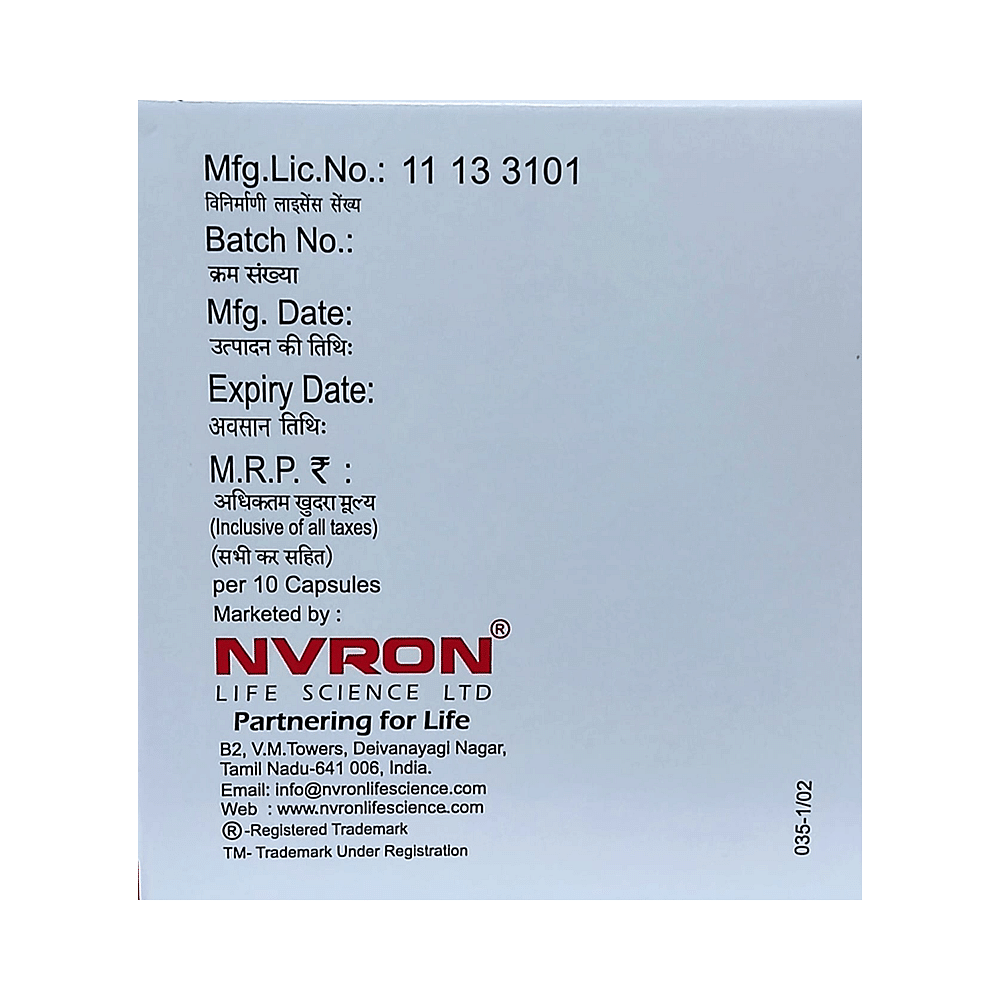 Mfg.Lic.No.: 11 13 3101
विनिर्माणी लाइसेंस सेंख्य
Batch No.:
क्रम संख्या
Mfg. Date:
उत्पादन की तिथिः
Expiry Date:
अवसान तिथिः
M.R.P. ₹ :
अधिकतम खुदरा मूल्य
(Inclusive of all taxes)
(सभी कर सहित)
per 10 Capsules
Marketed by :
NVRON®
LIFE SCIENCE LTD
Partnering for Life
B2, V.M.Towers, Deivanayagi Nagar,
Tamil Nadu-641 006, India.
Email: info@nvronlifescience.com
Web : www.nvronlifescience.com
®-Registered Trademark
TM- Trademark Under Registration
035-1/02